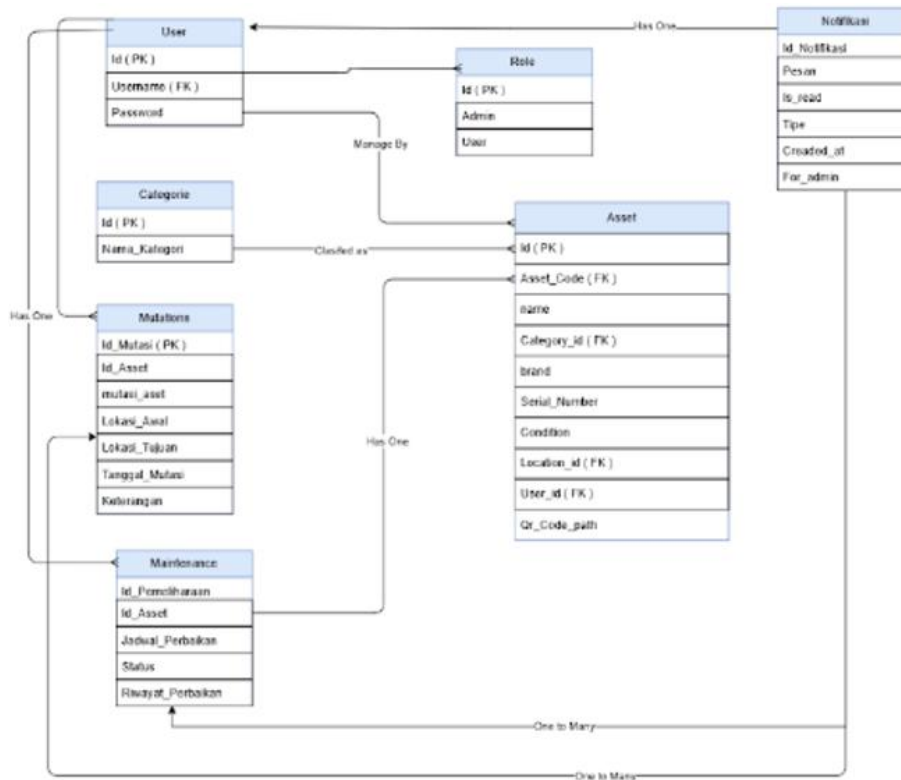 User
Id ( PK )
Username ( FK )
Password
Has One
Notifikasi
Id_Notifikasi
Pesan
Is_read
Tipe
Creaded_at
For_admin
Role
Id ( PK )
Admin
User
Manage By
Categorie
Id ( PK )
Nama_Kategori
Clasified as
Asset
Id ( PK )
Asset_Code ( FK )
name
Category_id ( FK )
brand
Serial_Number
Condition
Location_id ( FK )
User_id ( FK )
Qr_Code_path
Has One
Mutations
Id_Mutasi ( PK )
Id_Asset
mutasi_aset
Lokasi_Awal
Lokasi_Tujuan
Tanggal_Mutasi
Keterangan
Has One
Maintenance
Id_Pemeliharaan
Id_Asset
Jadwal_Perbaikan
Status
Riwayat_Perbaikan
One to Many
One to Many